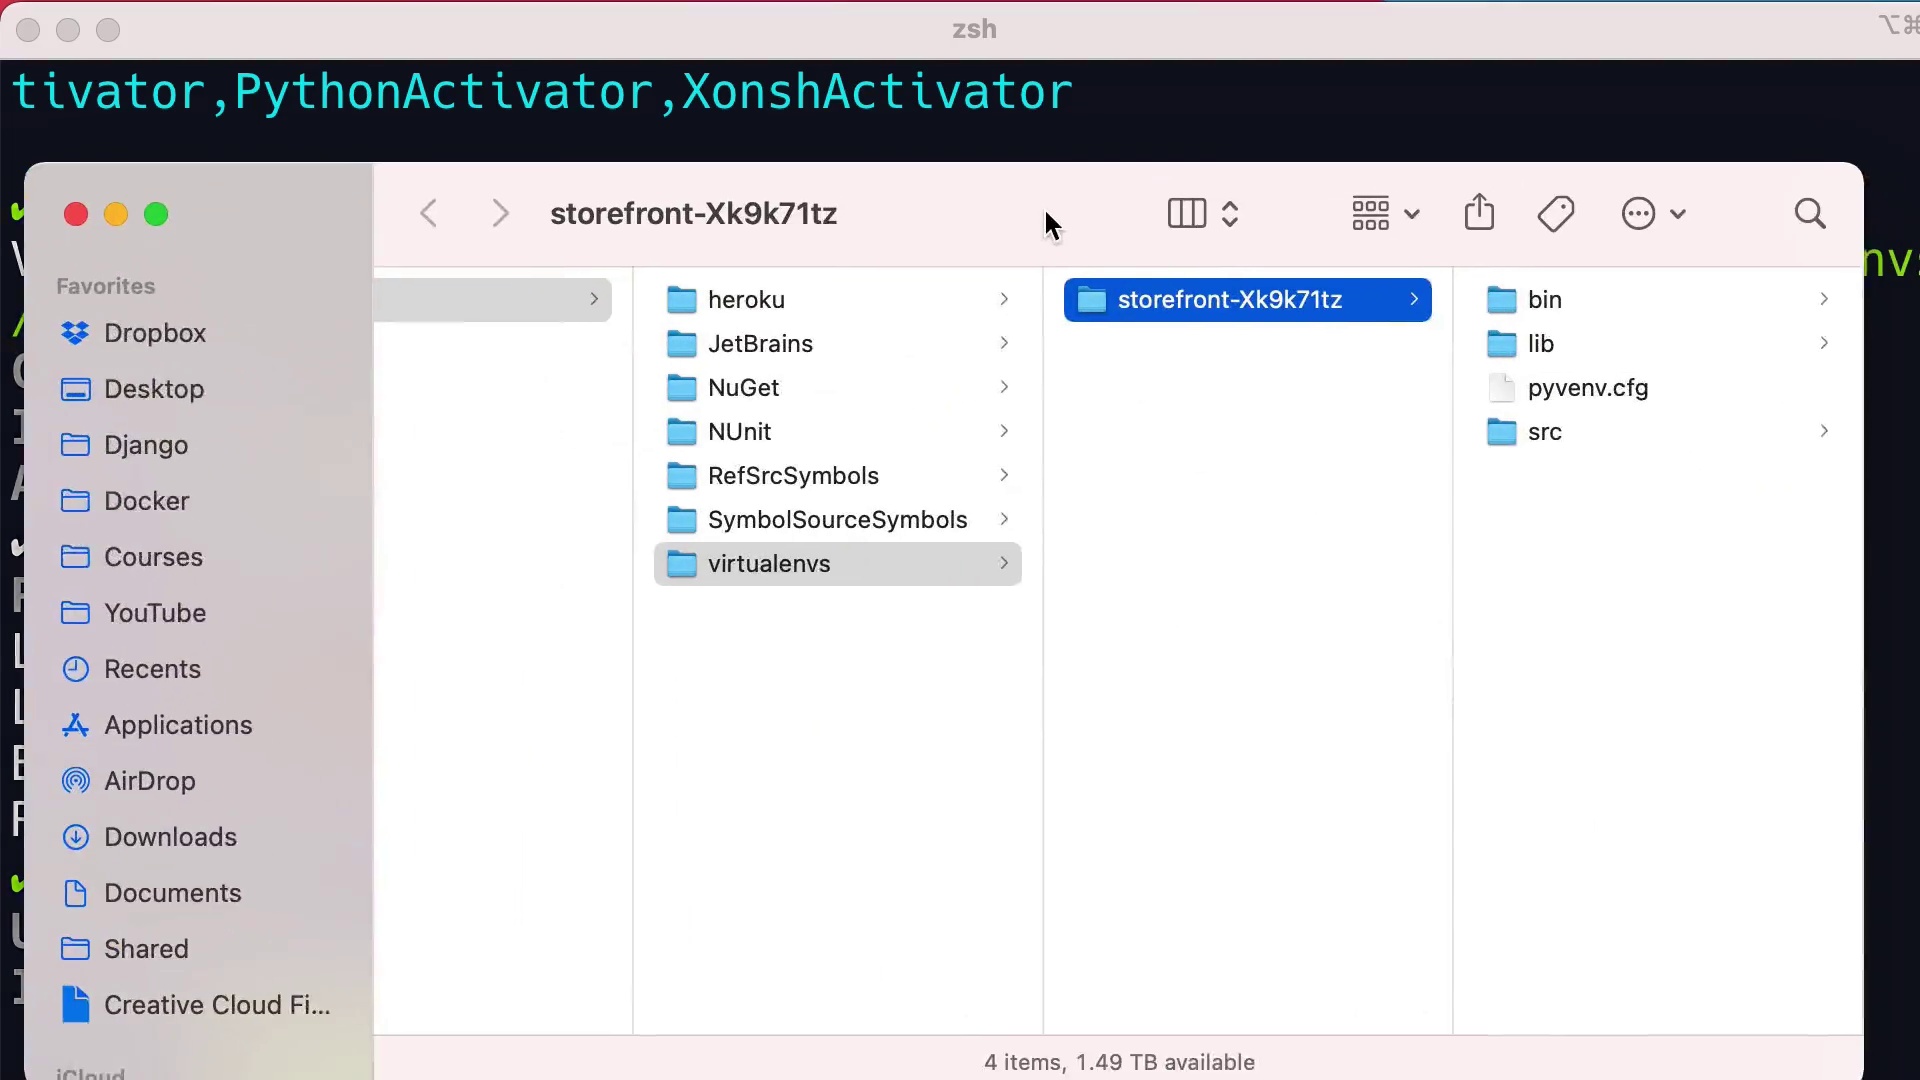 zsh
tivator,PythonActivator,XonshActivator
storefront-Xk9k71tz
Favorites
Dropbox
Desktop
Django
Docker
Courses
YouTube
Recents
Applications
AirDrop
Downloads
Documents
Shared
Creative Cloud Fi...
iCloud
heroku
JetBrains
NuGet
NUnit
RefSrcSymbols
SymbolSourceSymbols
virtualenvs
storefront-Xk9k71tz
bin
lib
pyvenv.cfg
src
4 items, 1.49 TB available